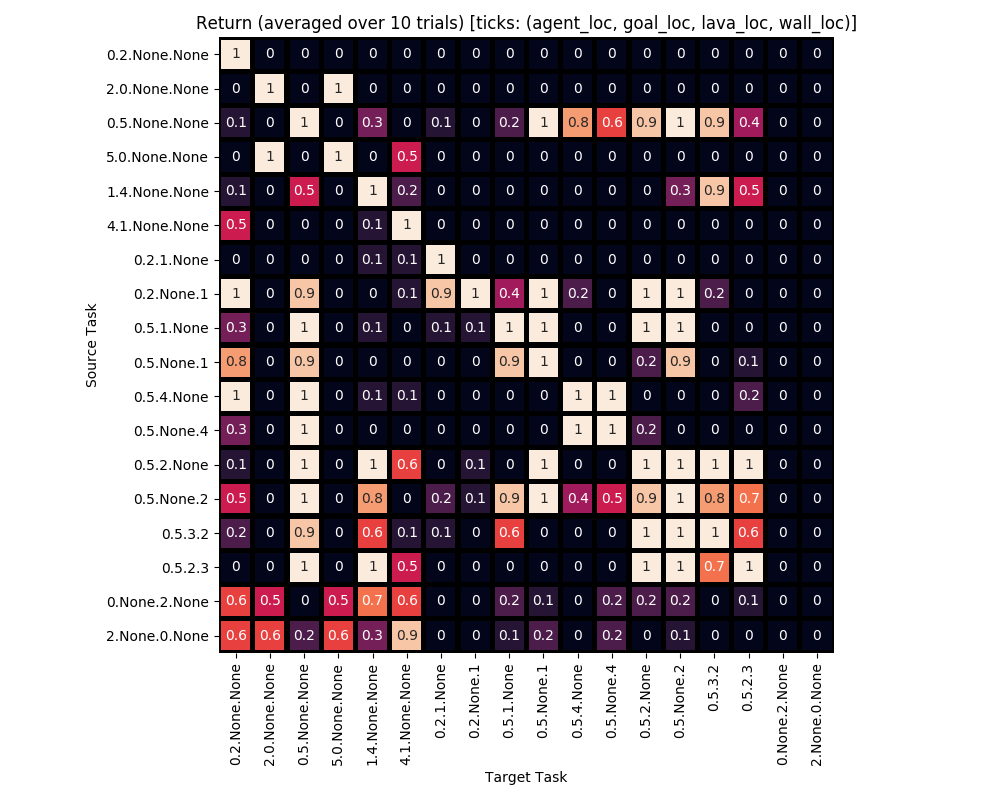 Return (averaged over 10 trials) [ticks: (agent_loc, goal_loc, lava_loc, wall_loc)]
0.2.None.None 1 0 0 0 0 0 0 0 0 0 0 0 0 0 0 0 0 0
2.0.None.None 0 1 0 1 0 0 0 0 0 0 0 0 0 0 0 0 0 0
0.5.None.None 0.1 0 1 0 0.3 0 0.1 0 0.2 1 0.8 0.6 0.9 1 0.9 0.4 0 0
5.0.None.None 0 1 0 1 0 0.5 0 0 0 0 0 0 0 0 0 0 0 0
1.4.None.None 0.1 0 0.5 0 1 0.2 0 0 0 0 0 0 0 0.3 0.9 0.5 0 0
4.1.None.None 0.5 0 0 0 0.1 1 0 0 0 0 0 0 0 0 0 0 0 0
0.2.1.None 0 0 0 0 0.1 0.1 1 0 0 0 0 0 0 0 0 0 0 0
0.2.None.1 1 0 0.9 0 0 0.1 0.9 1 0.4 1 0.2 0 1 1 0.2 0 0 0
0.5.1.None 0.3 0 1 0 0.1 0 0.1 0.1 1 1 0 0 1 1 0 0 0 0
0.5.None.1 0.8 0 0.9 0 0 0 0 0 0.9 1 0 0 0.2 0.9 0 0.1 0 0
0.5.4.None 1 0 1 0 0.1 0.1 0 0 0 0 1 1 0 0 0 0.2 0 0
0.5.None.4 0.3 0 1 0 0 0 0 0 0 0 1 1 0.2 0 0 0 0 0
0.5.2.None 0.1 0 1 0 1 0.6 0 0.1 0 1 0 0 1 1 1 1 0 0
0.5.None.2 0.5 0 1 0 0.8 0 0.2 0.1 0.9 1 0.4 0.5 0.9 1 0.8 0.7 0 0
0.5.3.2 0.2 0 0.9 0 0.6 0.1 0.1 0 0.6 0 0 0 1 1 1 0.6 0 0
0.5.2.3 0 0 1 0 1 0.5 0 0 0 0 0 0 1 1 0.7 1 0 0
0.None.2.None 0.6 0.5 0 0.5 0.7 0.6 0 0 0.2 0.1 0 0.2 0.2 0.2 0 0.1 0 0
2.None.0.None 0.6 0.6 0.2 0.6 0.3 0.9 0 0 0.1 0.2 0 0.2 0 0.1 0 0 0 0
Source Task
0.2.None.None
2.0.None.None
0.5.None.None
5.0.None.None
1.4.None.None
4.1.None.None
0.2.1.None
0.2.None.1
0.5.1.None
0.5.None.1
0.5.4.None
0.5.None.4
0.5.2.None
0.5.None.2
0.5.3.2
0.5.2.3
0.None.2.None
2.None.0.None
Target Task